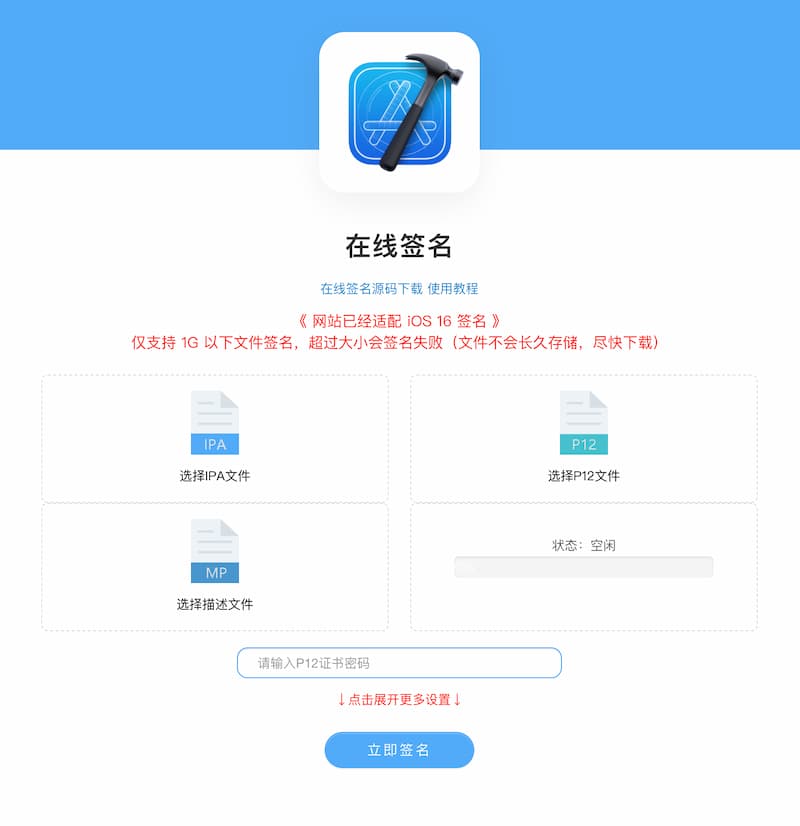 在线签名
在线签名源码下载 使用教程
《 网站已经适配 iOS 16 签名 》
仅支持 1G 以下文件签名，超过大小会签名失败（文件不会长久存储，尽快下载）
IPA
选择IPA文件
P12
选择P12文件
MP
选择描述文件
状态：空闲
请输入P12证书密码
↓点击展开更多设置↓
立即签名